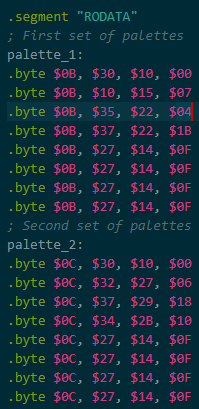 .segment "RODATA"
; First set of palettes
palette_1:
.byte $0B, $30, $10, $00
.byte $0B, $10, $15, $07
.byte $0B, $35, $22, $04
.byte $0B, $37, $22, $1B
.byte $0B, $27, $14, $0F
.byte $0B, $27, $14, $0F
.byte $0B, $27, $14, $0F
.byte $0B, $27, $14, $0F
; Second set of palettes
palette_2:
.byte $0C, $30, $10, $00
.byte $0C, $32, $27, $06
.byte $0C, $37, $29, $18
.byte $0C, $34, $2B, $10
.byte $0C, $27, $14, $0F
.byte $0C, $27, $14, $0F
.byte $0C, $27, $14, $0F
.byte $0C, $27, $14, $0F